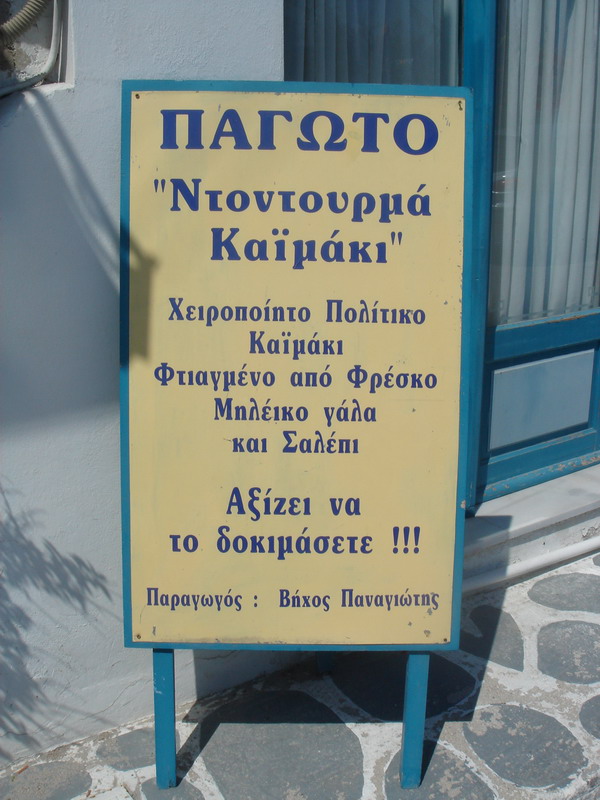 ΠΑΓΩΤΟ
"Ντοντουρμά
Καϊμάκι"
Χειροποίητο Πολίτικο
Καϊμάκι
Φτιαγμένο από Φρέσκο
Μηλέικο γάλα
και Σαλέπι
Αξίζει να
το δοκιμάσετε !!!
Παραγωγός : Βήχος Παναγιώτης